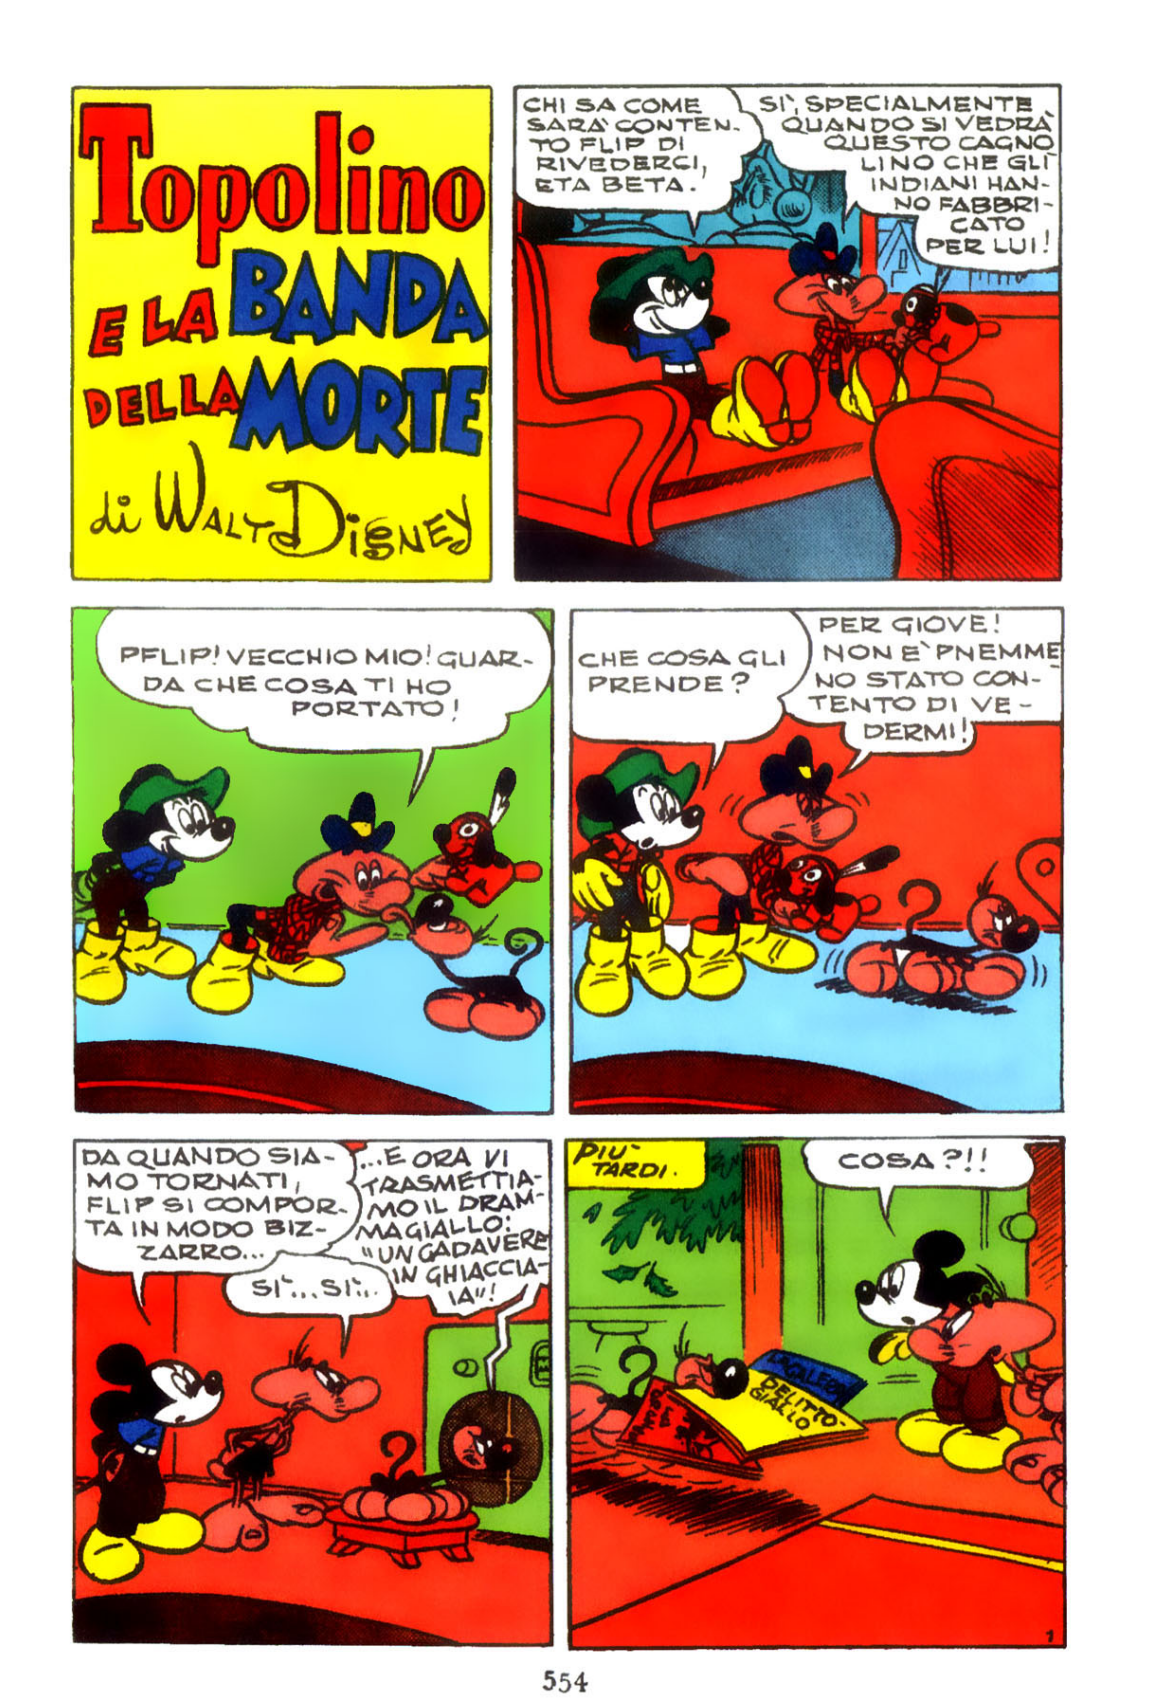 Topolino
E LA BANDA
DELLA MORTE
di WALT DISNEY
CHI SA COME
SARA' CONTEN-
TO FLIP DI
RIVEDERCI,
ETA BETA.
SÌ, SPECIALMENTE
QUANDO SI VEDRÀ
QUESTO CAGNO
LINO CHE GLI
INDIANI HAN-
NO FABBRI-
CATO
PER LUI!
PFLIP! VECCHIO MIO! GUAR-
DA CHE COSA TI HO
PORTATO!
CHE COSA GLI
PRENDE?
PER GIOVE!
NON E' PNEMME
NO STATO CON-
TENTO DI VE-
DERMI!
DA QUANDO SIA-
MO TORNATI,
FLIP SI COMPOR-
TA IN MODO BIZ-
ZARRO...
SÌ... SÌ...
...E ORA VI
TRASMETTIA-
MO IL DRAM-
MA GIALLO:
"UN CADAVERE
IN GHIACCIA-
IA"!
PIU'
TARDI.
COSA?!!
DELITTO-
GIALLO
1
554